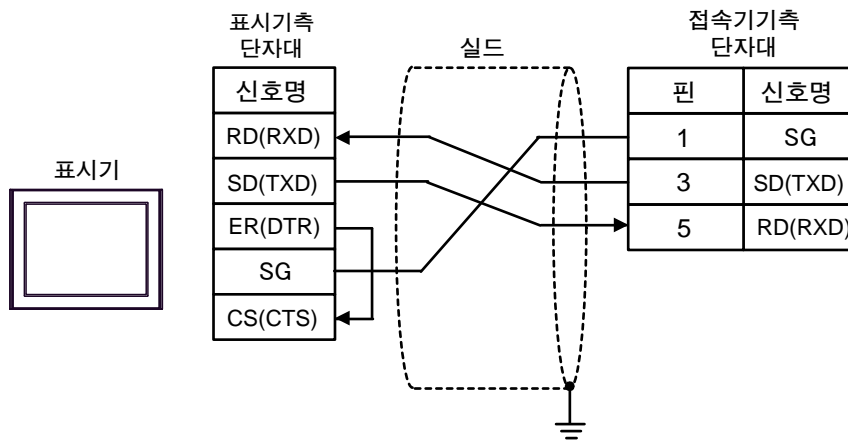 표시기측
단자대
실드
접속기기측
단자대
신호명
핀
신호명
RD(RXD)
1
SG
표시기
SD(TXD)
3
SD(TXD)
ER(DTR)
5
RD(RXD)
SG
CS(CTS)